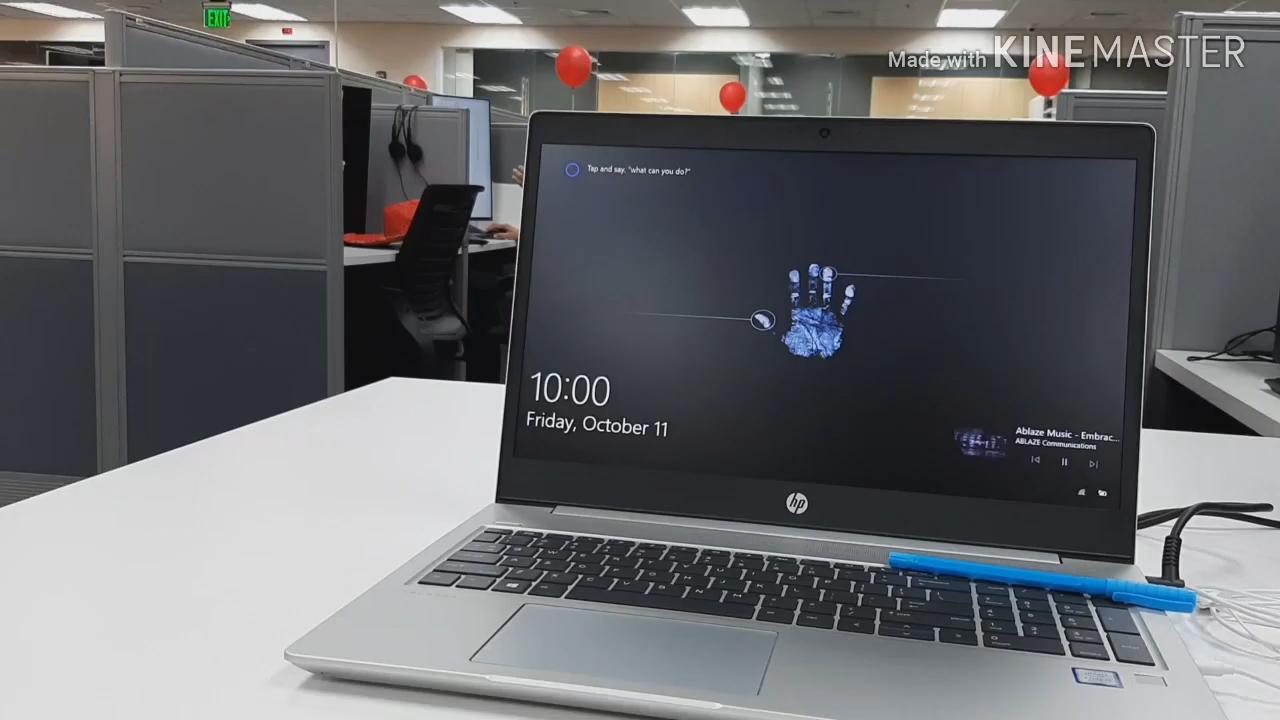 EXIT
Made with KINEMASTER
Tap and say, "what can you do?"
10:00
Friday, October 11
Ablaze Music - Embrac...
ABLAZE Communications
hp